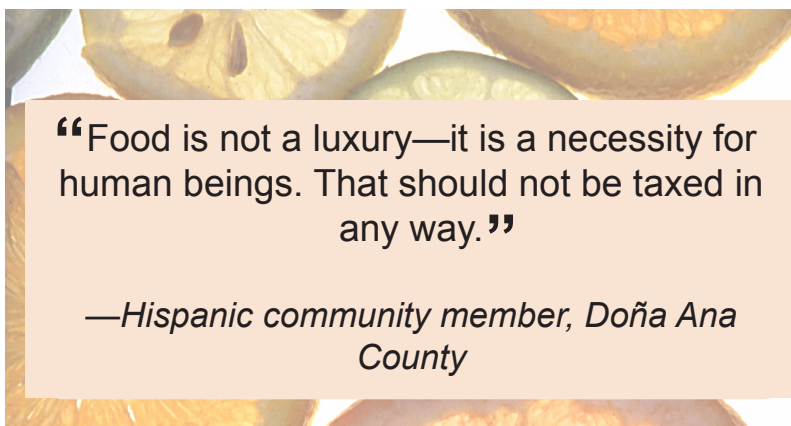 “Food is not a luxury—it is a necessity for
human beings. That should not be taxed in
any way.”
—Hispanic community member, Doña Ana
County